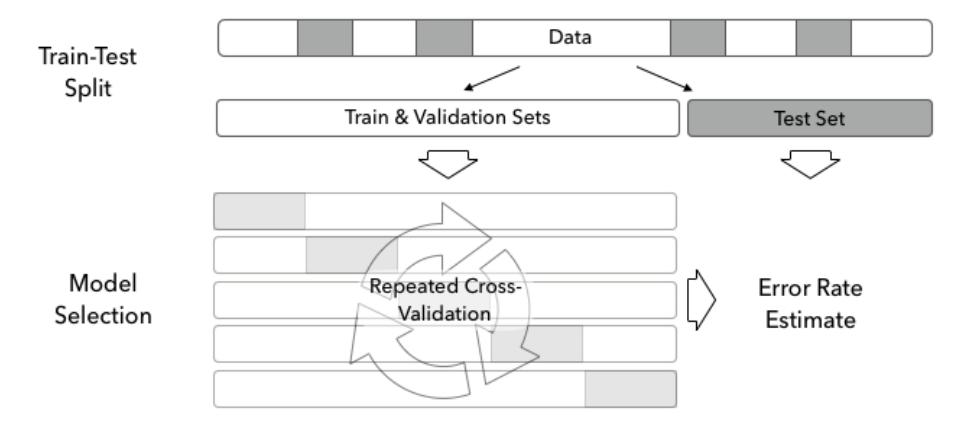 Train-Test
Split
Data
Train & Validation Sets
Test Set
Model
Selection
Repeated Cross-
Validation
Error Rate
Estimate